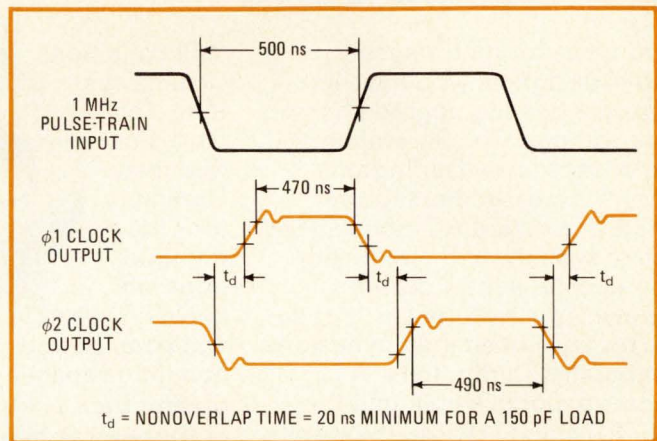 500 ns
1 MHz
PULSE-TRAIN
INPUT
470 ns
ϕ1 CLOCK
OUTPUT
t_d
t_d
t_d
ϕ2 CLOCK
OUTPUT
490 ns
t_d = NONOVERLAP TIME = 20 ns MINIMUM FOR A 150 pF LOAD